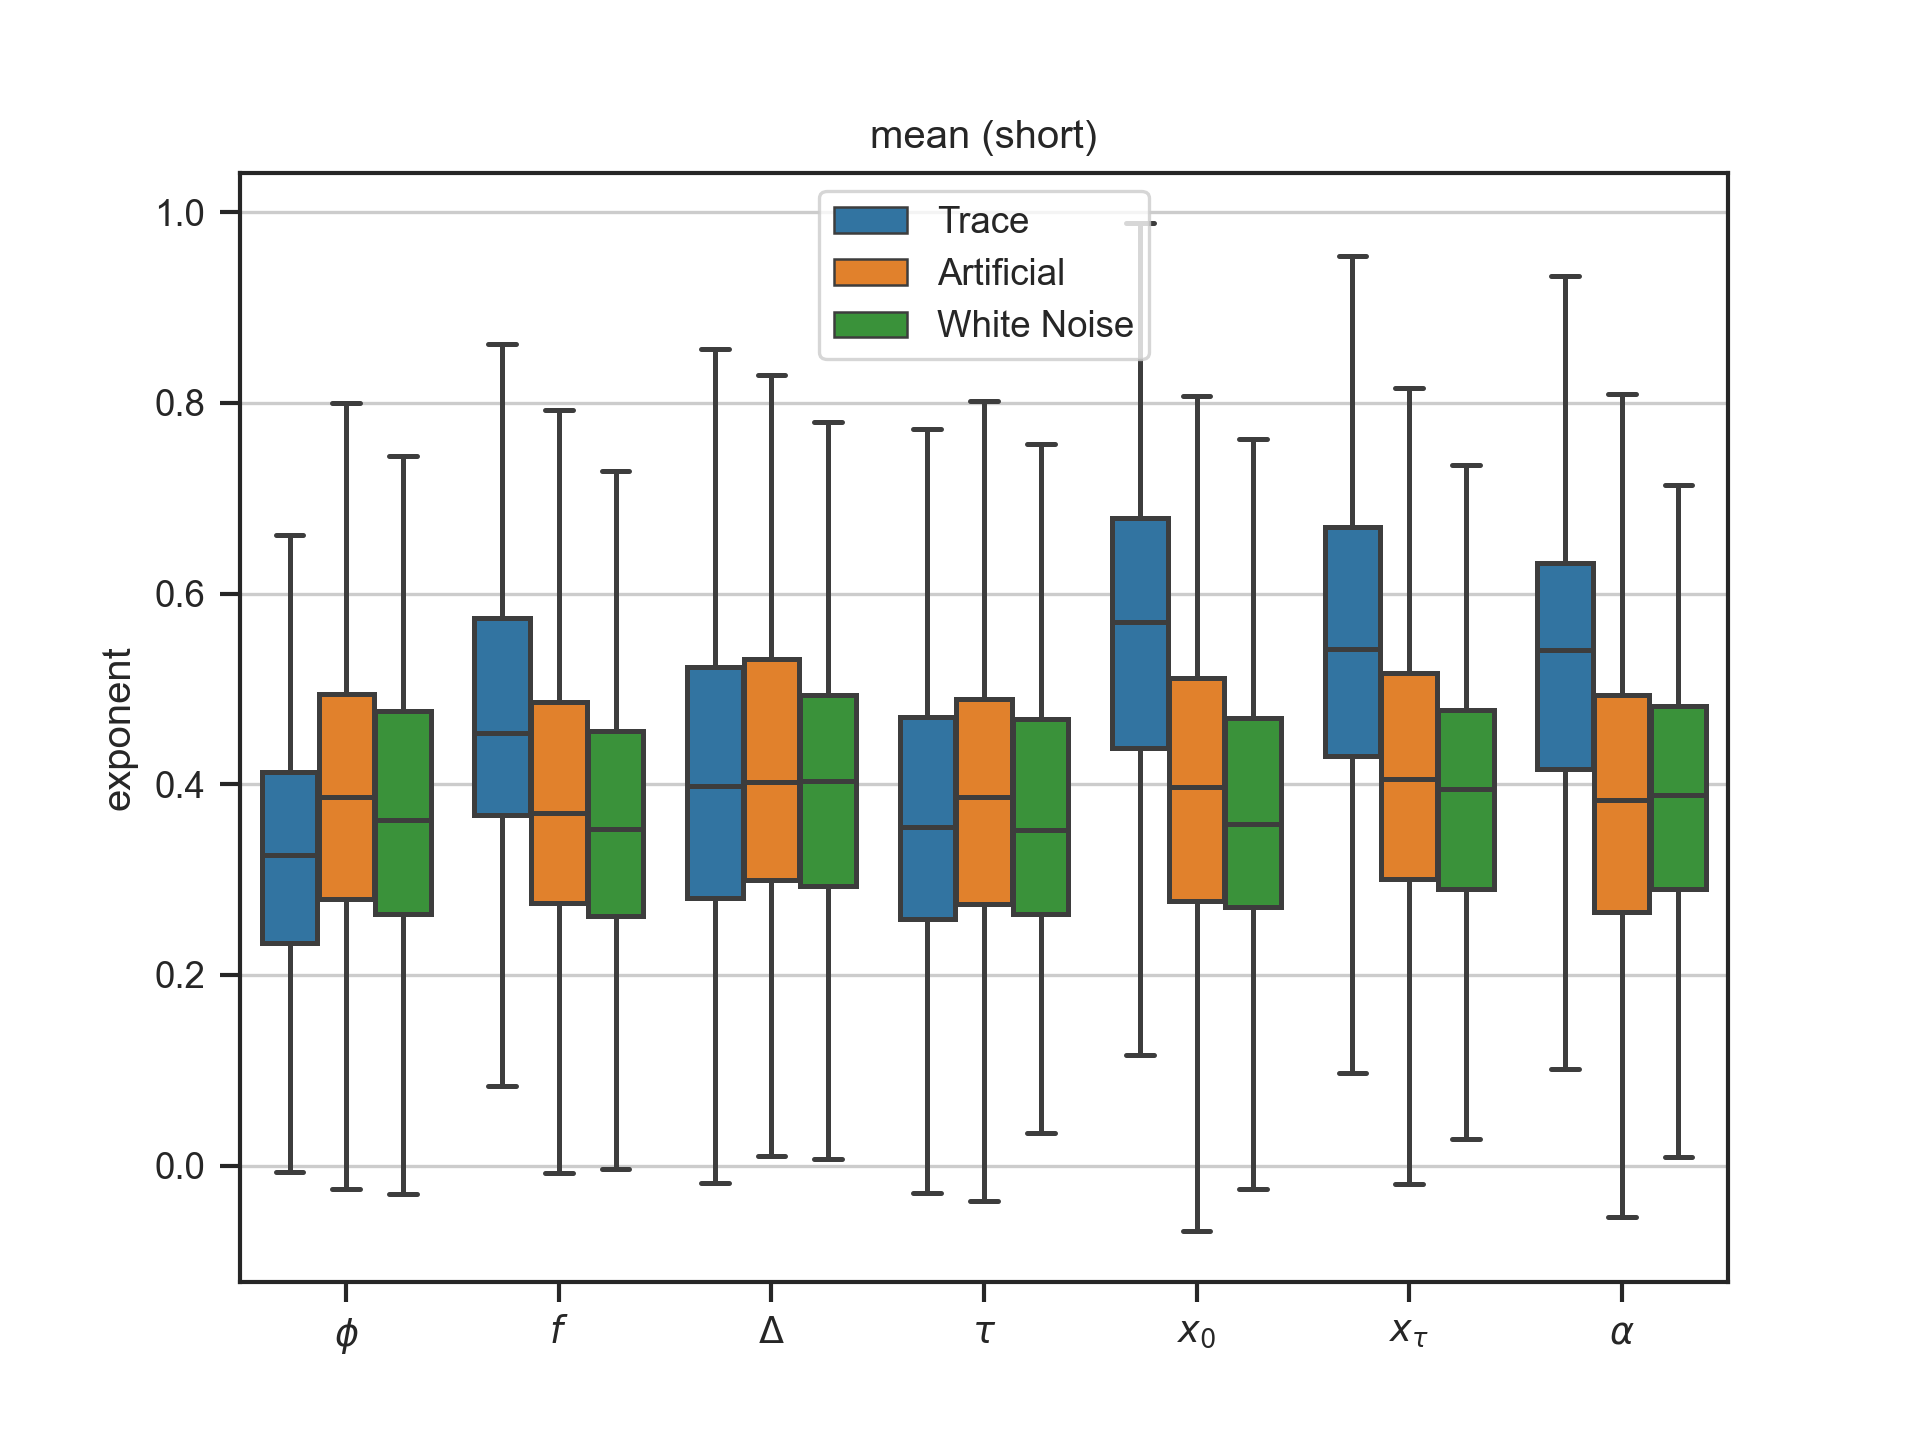 mean (short)
Trace
Artificial
White Noise
exponent
1.0
0.8
0.6
0.4
0.2
0.0
ϕ f Δ τ x₀ x_τ α